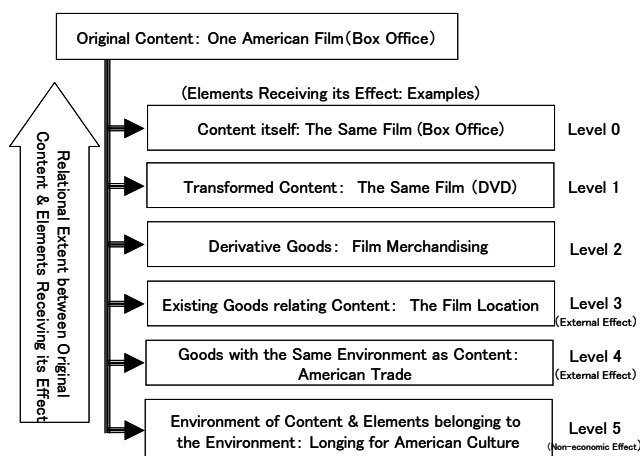 Original Content: One American Film(Box Office)
(Elements Receiving its Effect: Examples)
Content itself: The Same Film (Box Office)
Level 0
Transformed Content: The Same Film (DVD)
Level 1
Derivative Goods: Film Merchandising
Level 2
Existing Goods relating Content: The Film Location
Level 3
(External Effect)
Goods with the Same Environment as Content:
American Trade
Level 4
(External Effect)
Environment of Content & Elements belonging to
the Environment: Longing for American Culture
Level 5
(Non-economic Effect)
Relational Extent between Original
Content & Elements Receiving its Effect